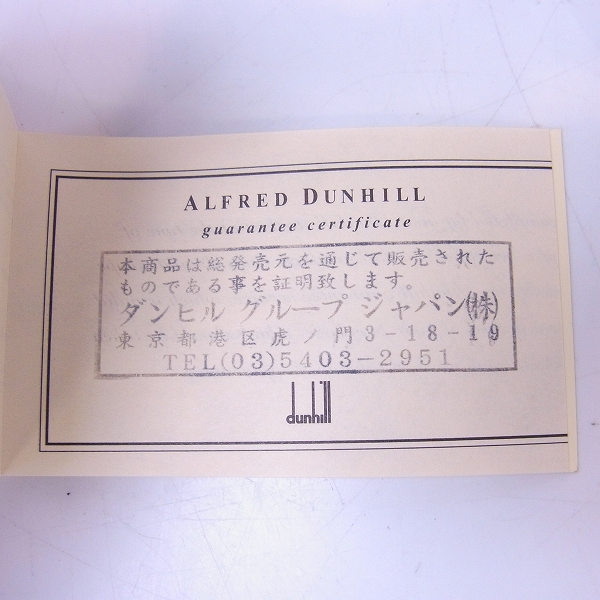 ALFRED DUNHILL
guarantee certificate
本商品は総発売元を通じて販売された
ものである事を証明致します。
ダンヒル グループ ジャパン(株)
東京都港区虎ノ門3-18-19
TEL(03)5403-2951
dunhill